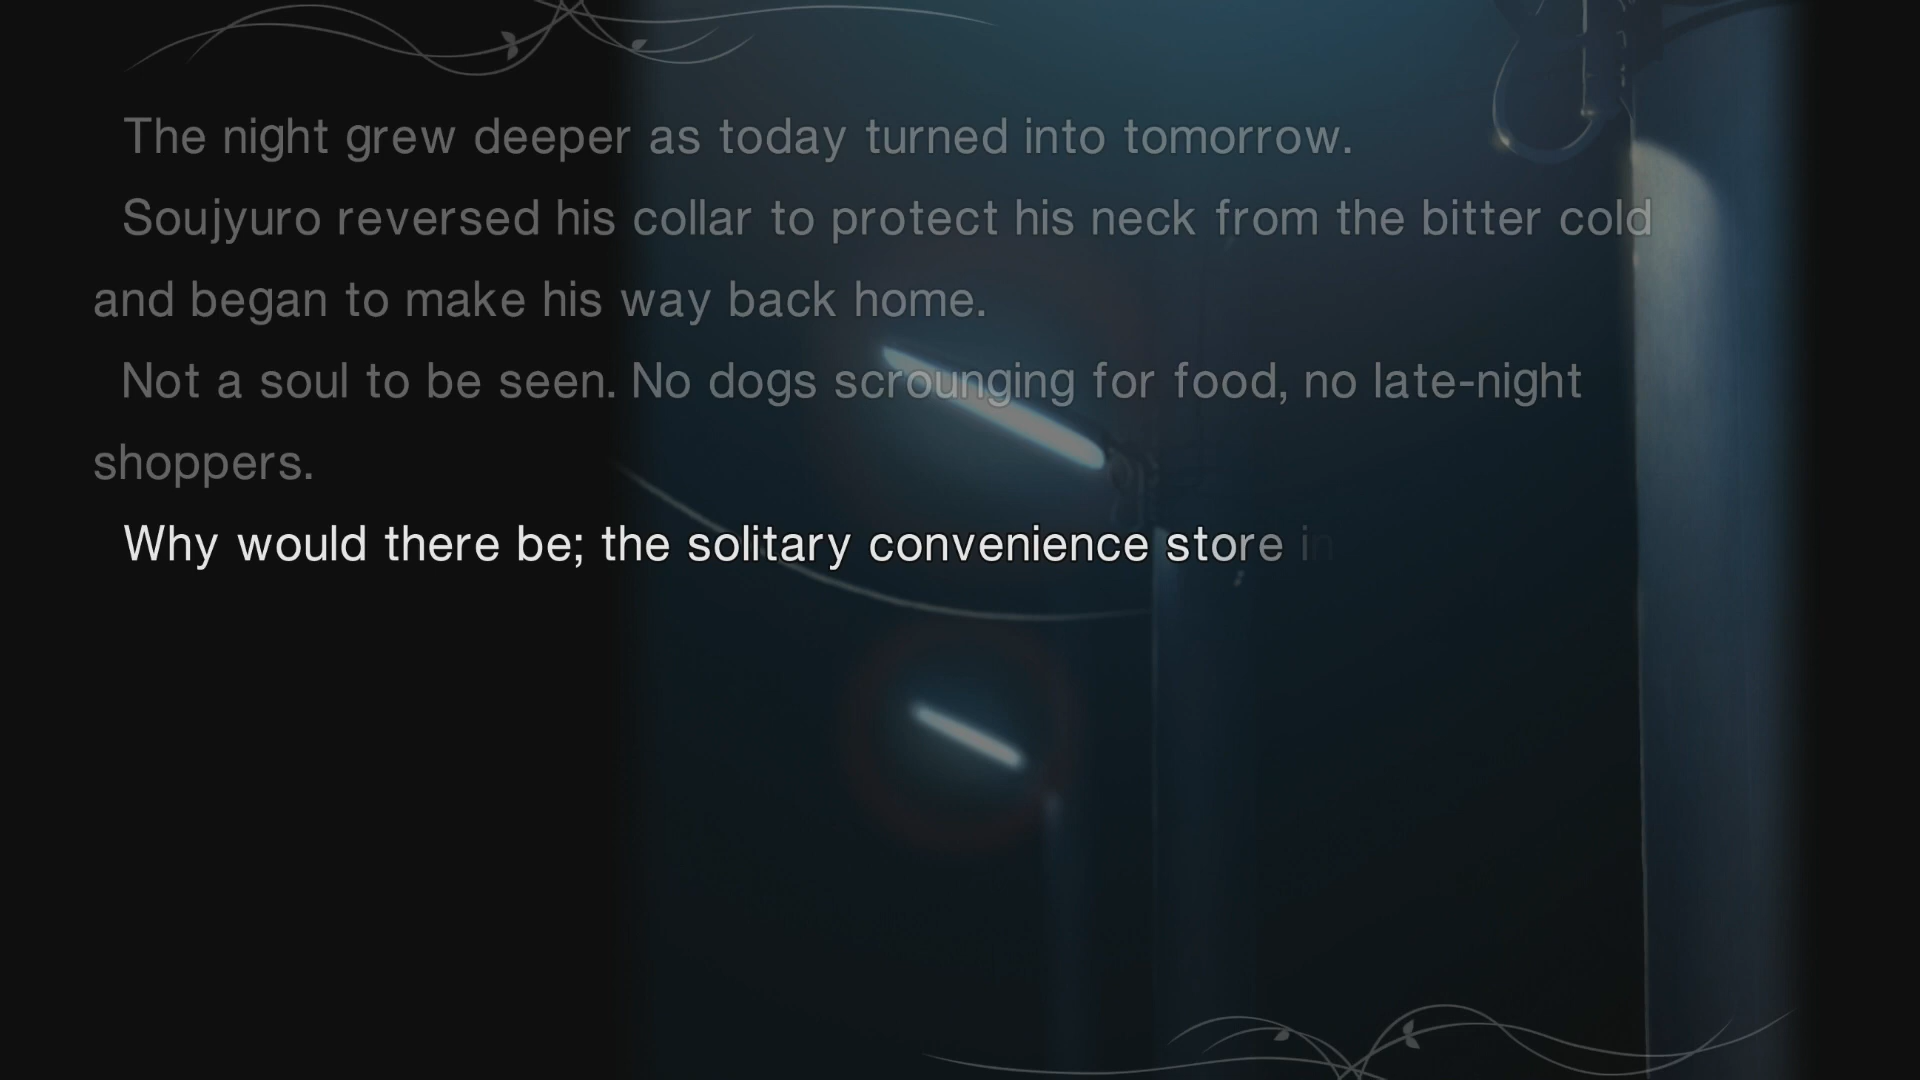 The night grew deeper as today turned into tomorrow.
Soujyuro reversed his collar to protect his neck from the bitter cold
and began to make his way back home.
Not a soul to be seen. No dogs scrounging for food, no late-night
shoppers.
Why would there be; the solitary convenience store in